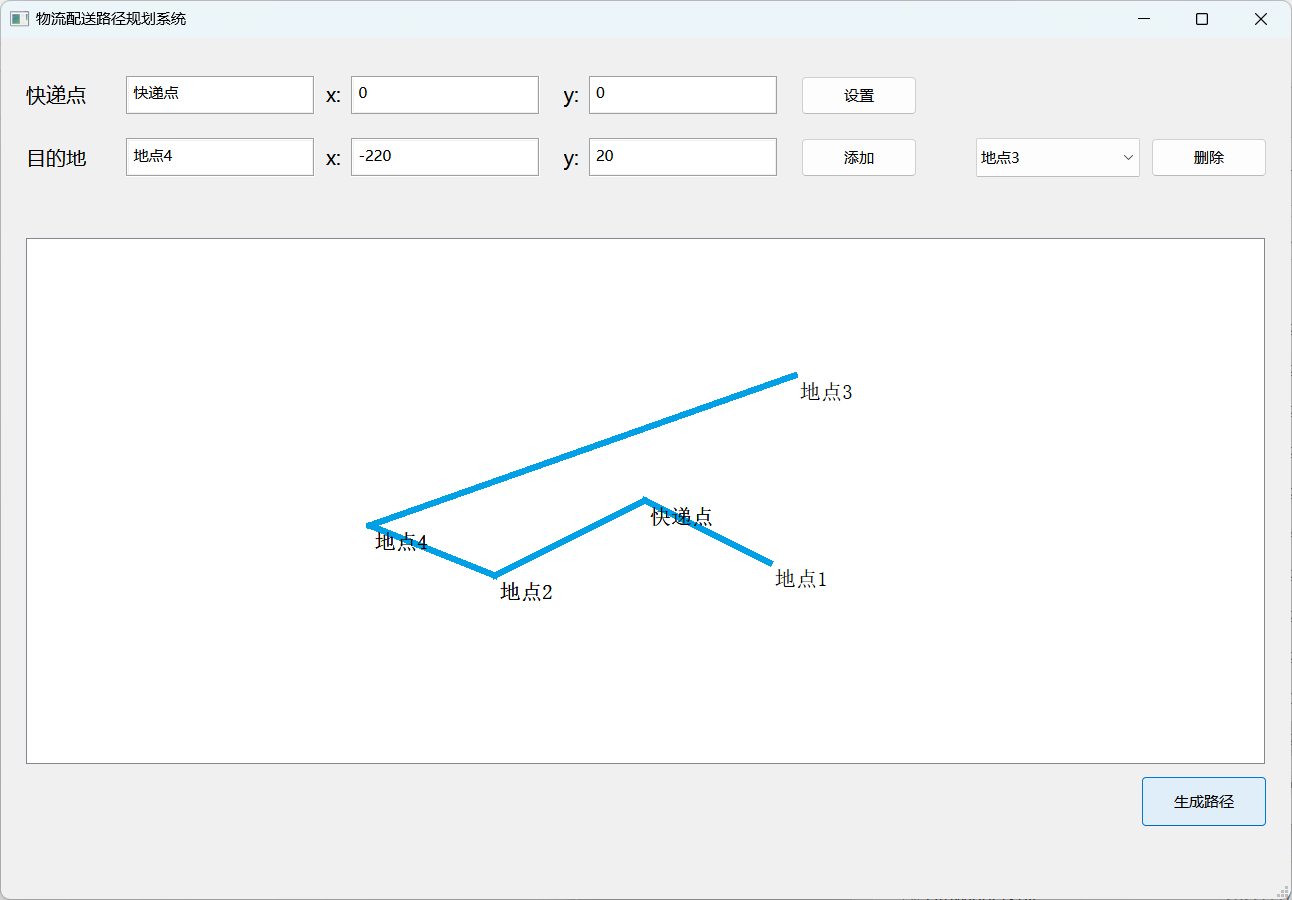 物流配送路径规划系统
快递点 快递点 x: 0 y: 0 设置
目的地 地点4 x: -220 y: 20 添加 地点3 删除
地点3
快递点
地点4
地点1
地点2
生成路径